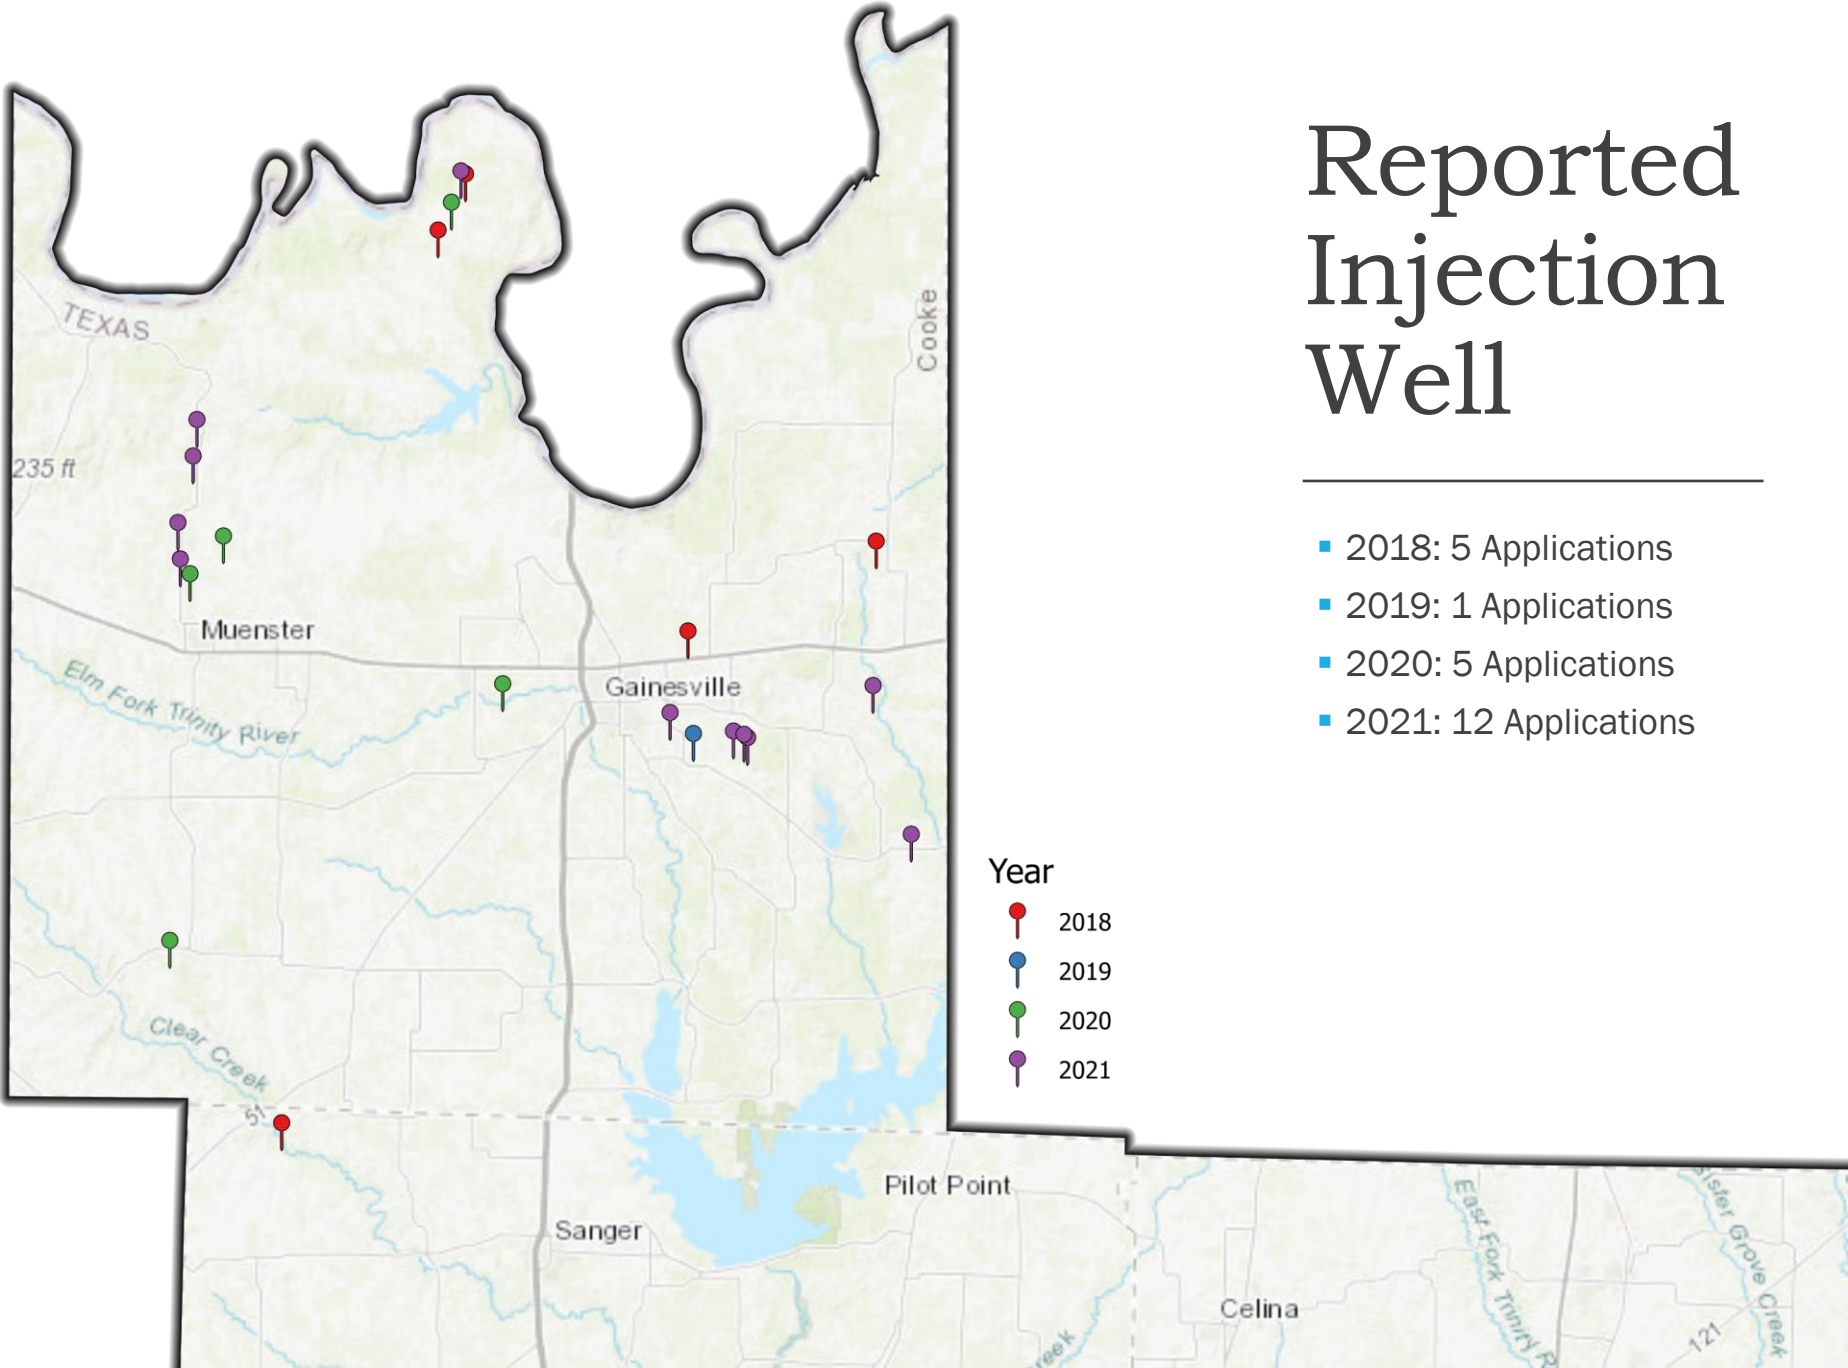 Reported
Injection
Well
2018: 5 Applications
2019: 1 Applications
2020: 5 Applications
2021: 12 Applications
TEXAS
Cooke
235 ft
Muenster
Elm Fork Trinity River
Gainesville
Clear Creek
51
Pilot Point
Sanger
Celina
East Fork Trinity R
Sister Grove Creek
121
reek
Year
2018
2019
2020
2021